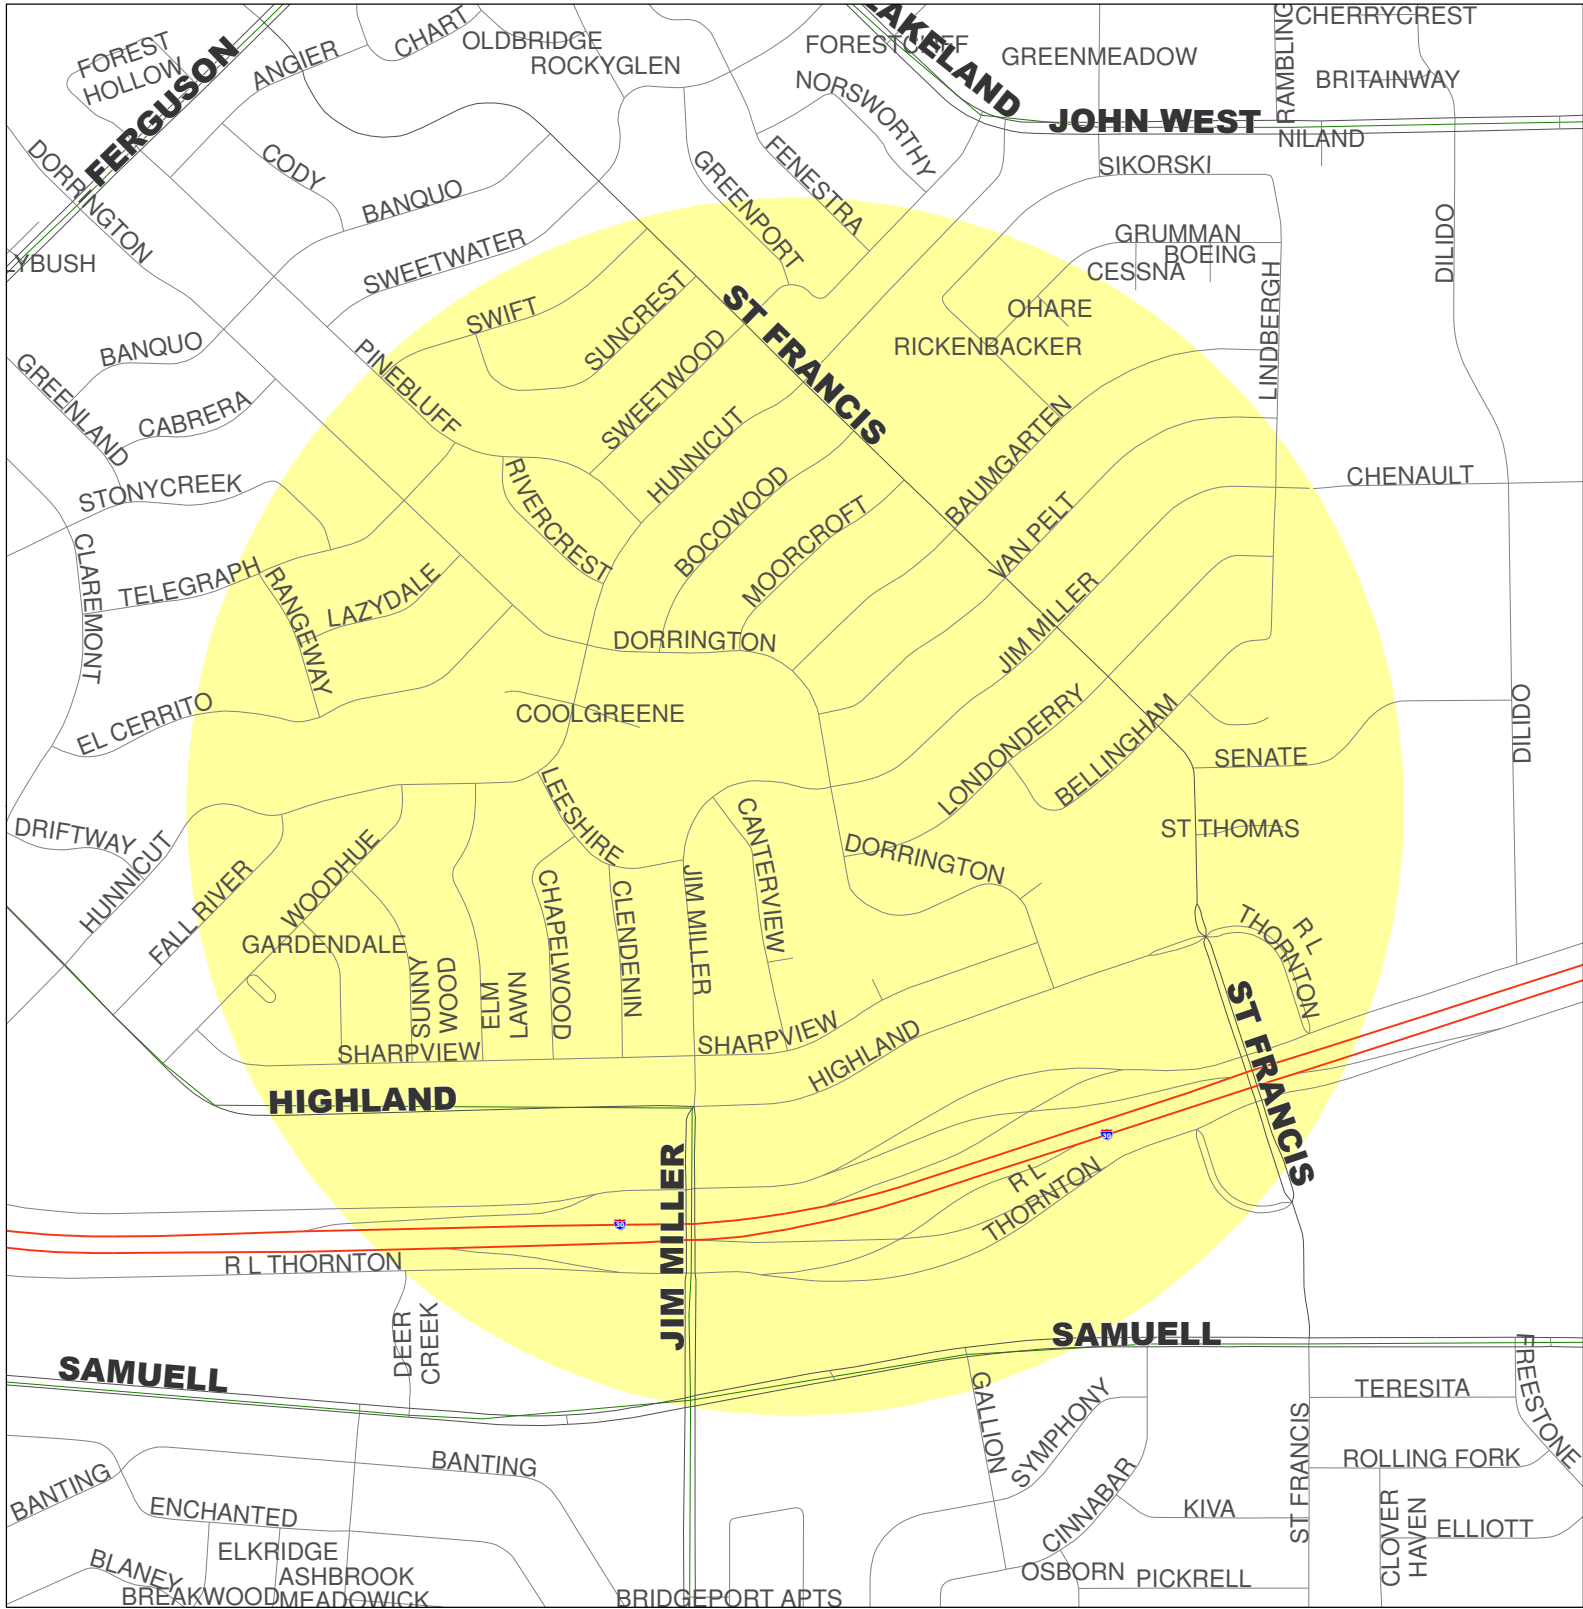 FOREST
HOLLOW
FERGUSON
ANGIER
CHART
OLDBRIDGE
ROCKYGLEN
FORESTCLIFF
LAKELAND
GREENMEADOW
RAMBLING
CHERRYCREST
BRITAINWAY
NORSWORTHY
JOHN WEST
NILAND
DORRINGTON
CODY
BANQUO
GREENPORT
FENESTRA
SIKORSKI
SWEETWATER
GRUMMAN
BOEING
CESSNA
DILIDO
LYBUSH
SWIFT
SUNCREST
ST FRANCIS
OHARE
RICKENBACKER
LINDBERGH
BANQUO
GREENLAND
CABRERA
PINEBLUFF
SWEETWOOD
HUNNICUT
BAUMGARTEN
STONYCREEK
RIVERCREST
BOCOWOOD
MOORCROFT
VAN PELT
CHENAULT
CLAREMONT
TELEGRAPH
RANGEWAY
LAZYDALE
DORRINGTON
JIM MILLER
EL CERRITO
COOLGREENE
LONDONDERRY
BELLINGHAM
SENATE
DILIDO
DRIFTWAY
HUNNICUT
FALL RIVER
WOODHUE
LEESHIRE
CANTERVIEW
DORRINGTON
ST THOMAS
GARDENDALE
SUNNY
WOOD
ELM
LAWN
CHAPELWOOD
CLENDENIN
JIM MILLER
R L
THORNTON
SHARPVIEW
SHARPVIEW
HIGHLAND
ST FRANCIS
HIGHLAND
JIM MILLER
30
R L
THORNTON
30
R L THORNTON
DEER
CREEK
SAMUELL
SAMUELL
GALLION
SYMPHONY
TERESITA
FREESTONE
BANTING
BANTING
CINNABAR
ST FRANCIS
ROLLING FORK
ENCHANTED
KIVA
CLOVER
HAVEN
ELLIOTT
ELKRIDGE
BLANEY
ASHBROOK
OSBORN
PICKRELL
BREAKWOOD
MEADOWICK
BRIDGEPORT APTS